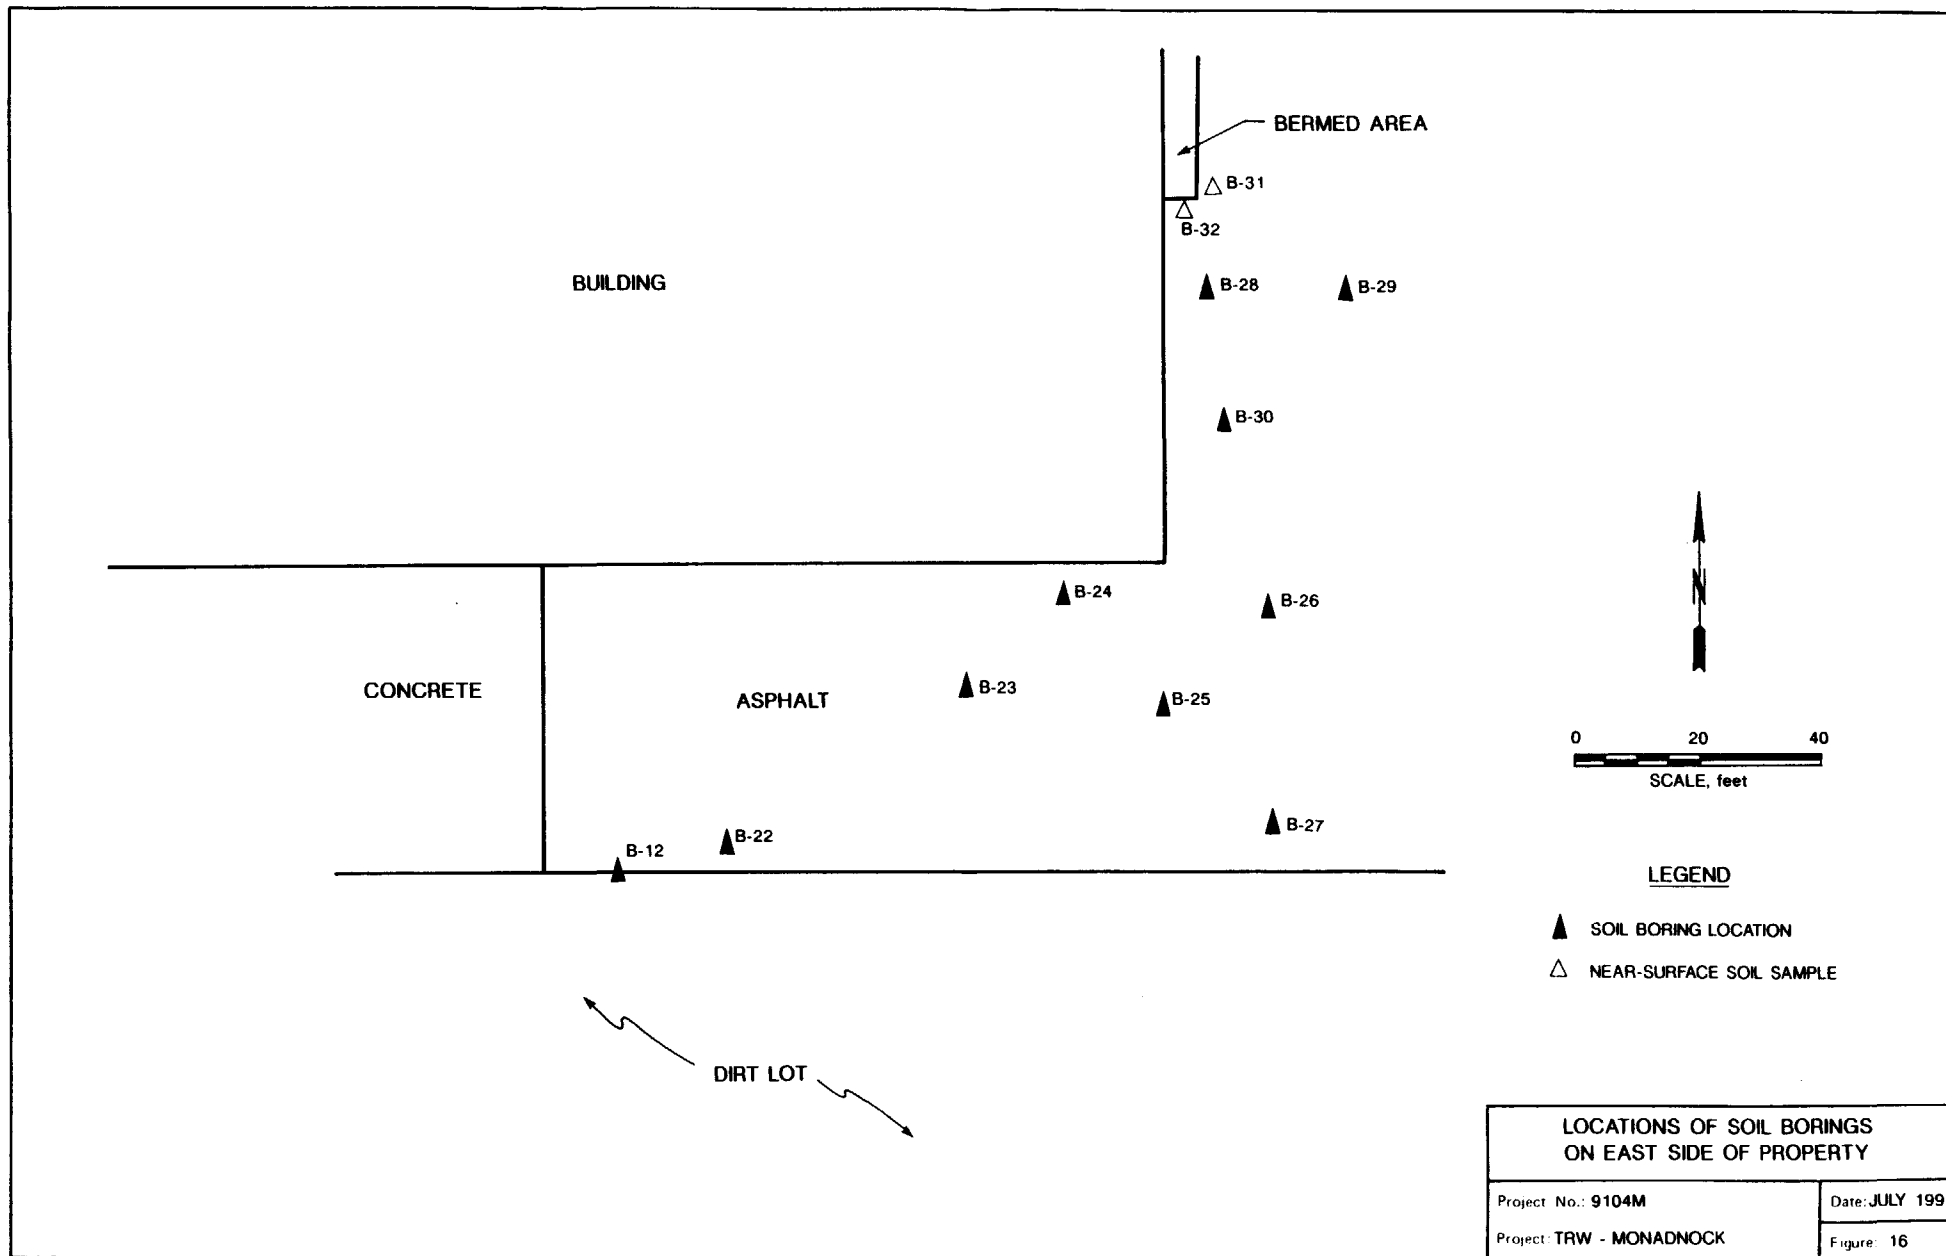 BERMED AREA
B-31
B-32
BUILDING
B-28
B-29
B-30
B-24
B-26
N
CONCRETE
ASPHALT
B-23
B-25
0 20 40
SCALE, feet
B-12
B-22
B-27
LEGEND
SOIL BORING LOCATION
NEAR-SURFACE SOIL SAMPLE
DIRT LOT
LOCATIONS OF SOIL BORINGS
ON EAST SIDE OF PROPERTY
Project No.: 9104M
Date: JULY 199
Project: TRW - MONADNOCK
Figure: 16